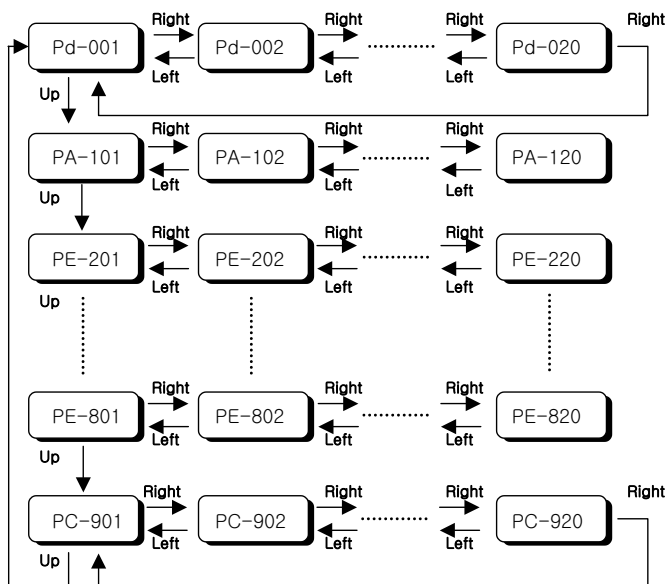 Right Right Right Right
Pd-001 Pd-002 Pd-020
Left Left Left
Up
Right Right Right
PA-101 PA-102 PA-120
Left Left Left
Up
Right Right Right
PE-201 PE-202 PE-220
Left Left Left
Up
Right Right Right
PE-801 PE-802 PE-820
Left Left Left
Up
Right Right Right Right
PC-901 PC-902 PC-920
Left Left Left
Up